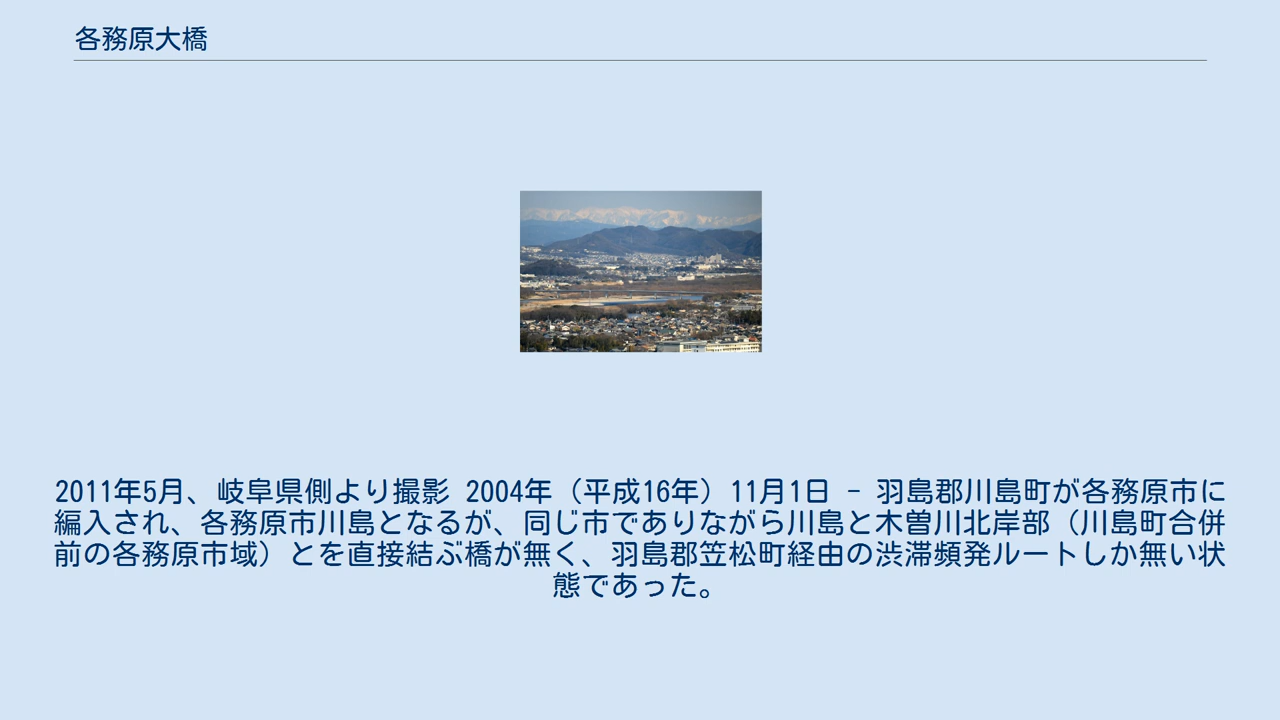 各務原大橋
2011年5月、岐阜県側より撮影 2004年（平成16年）11月1日 - 羽島郡川島町が各務原市に
編入され、各務原市川島となるが、同じ市でありながら川島と木曽川北岸部（川島町合併
前の各務原市域）とを直接結ぶ橋が無く、羽島郡笠松町経由の渋滞頻発ルートしか無い状
態であった。